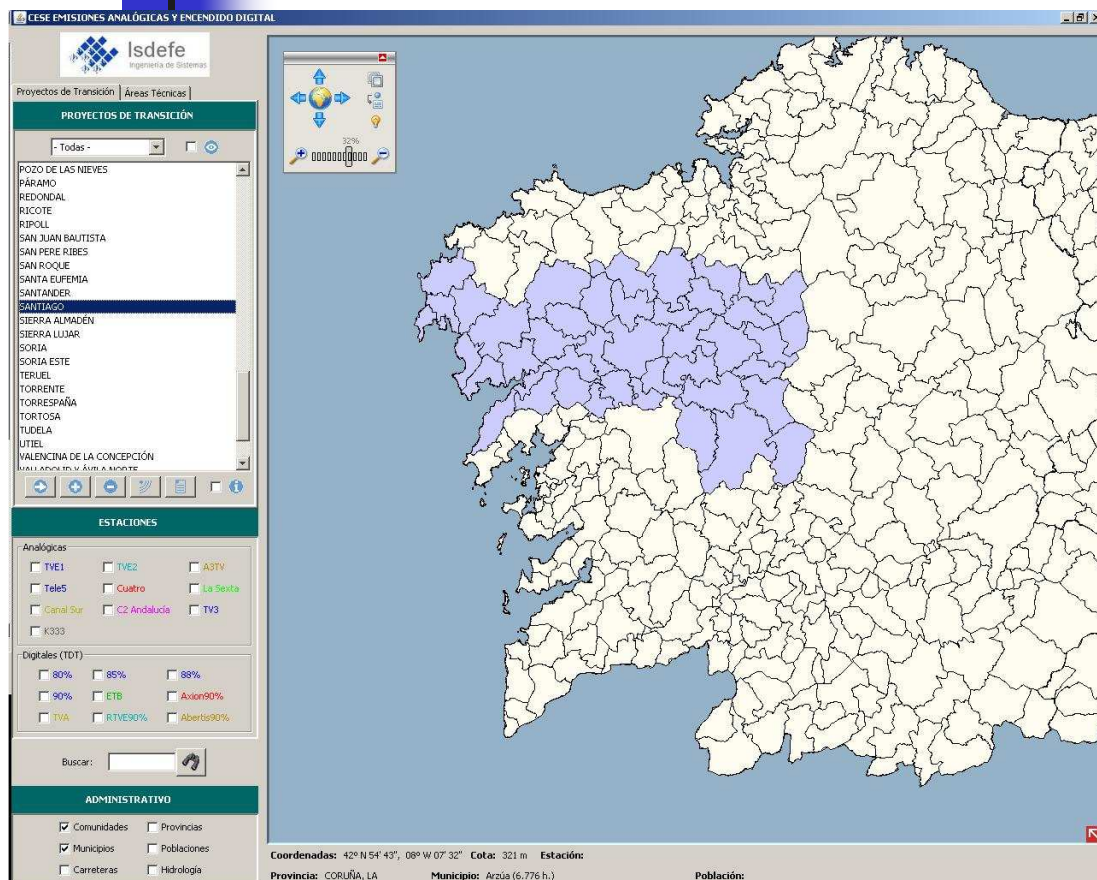 CESE EMISIONES ANALÓGICAS Y ENCENDIDO DIGITAL
Isdefe
Ingeniería de Sistemas
Proyectos de Transición Áreas Técnicas
PROYECTOS DE TRANSICIÓN
- Todas -
POZO DE LAS NIEVES
PÁRAMO
REDONDAL
RICOTE
RIPOLL
SAN JUAN BAUTISTA
SAN PERE RIBES
SAN ROQUE
SANTA EUFEMIA
SANTANDER
SANTIAGO
SIERRA ALMADÉN
SIERRA LUJAR
SORIA
SORIA ESTE
TERUEL
TORRENTE
TORRESPAÑA
TORTOSA
TUDELA
UTIEL
VALENCINA DE LA CONCEPCIÓN
VALLADOLID Y ÁVILA NORTE
ESTACIONES
Analógicas
TVE1 TVE2 A3TV
Tele5 Cuatro La Sexta
Canal Sur C2 Andalucía TV3
K333
Digitales (TDT)
80% 85% 88%
90% ETB Axion90%
TVA RTVE90% Abertis90%
Buscar:
ADMINISTRATIVO
Comunidades Provincias
Municipios Poblaciones
Carreteras Hidrología
32%
Coordenadas: 42º N 54' 43", 08º W 07' 32" Cota: 321 m Estación:
Provincia: CORUÑA, LA Municipio: Arzúa (6.776 h.) Población: